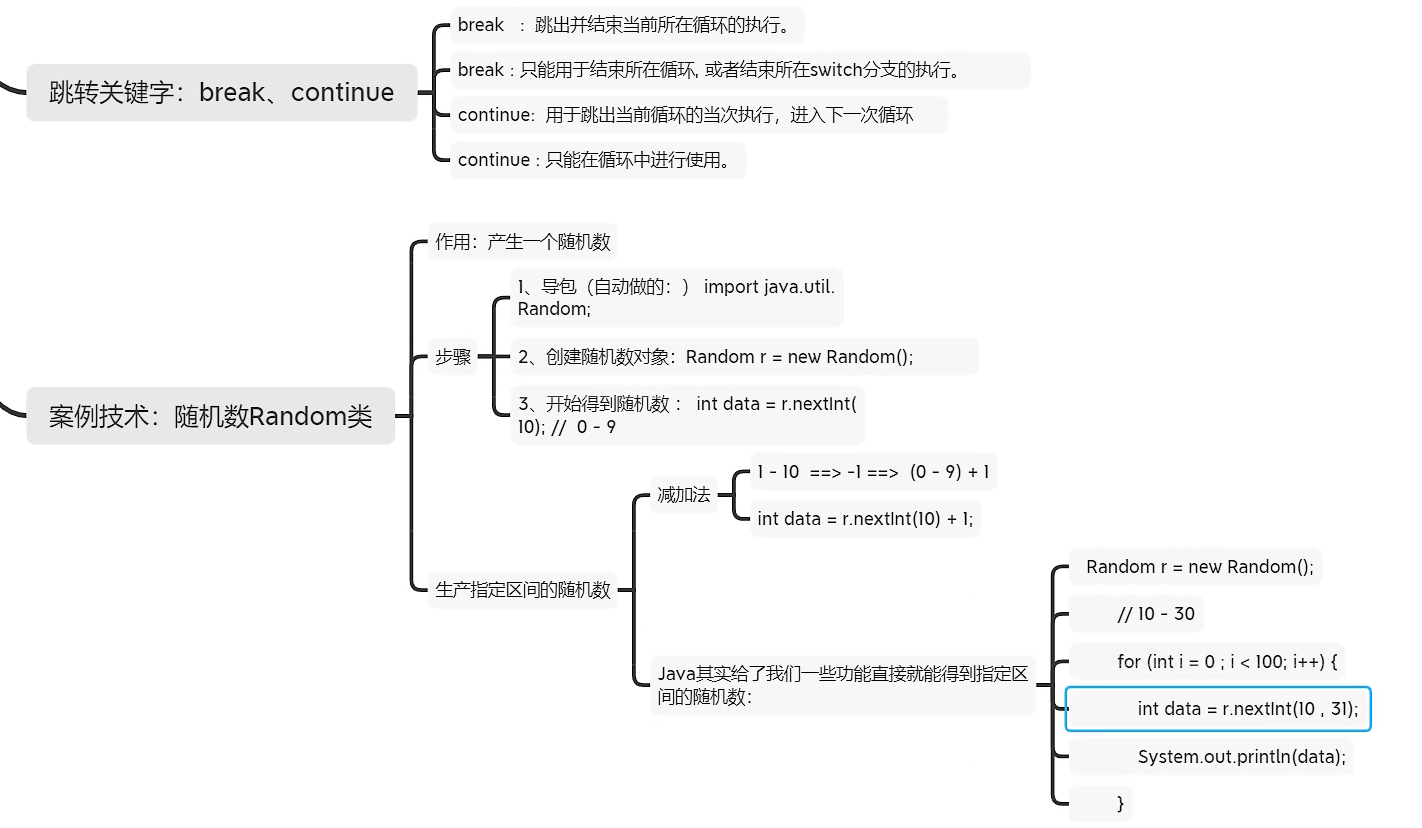 跳转关键字：break、continue
break ：跳出并结束当前所在循环的执行。
break : 只能用于结束所在循环, 或者结束所在switch分支的执行。
continue: 用于跳出当前循环的当次执行，进入下一次循环
continue : 只能在循环中进行使用。
案例技术：随机数Random类
作用：产生一个随机数
步骤
1、导包（自动做的：） import java.util.
Random;
2、创建随机数对象：Random r = new Random();
3、开始得到随机数 ： int data = r.nextInt(
10); // 0 - 9
生产指定区间的随机数
减加法
1 - 10 ==> -1 ==> (0 - 9) + 1
int data = r.nextInt(10) + 1;
Java其实给了我们一些功能直接就能得到指定区
间的随机数：
Random r = new Random();
// 10 - 30
for (int i = 0 ; i < 100; i++) {
int data = r.nextInt(10 , 31);
System.out.println(data);
}